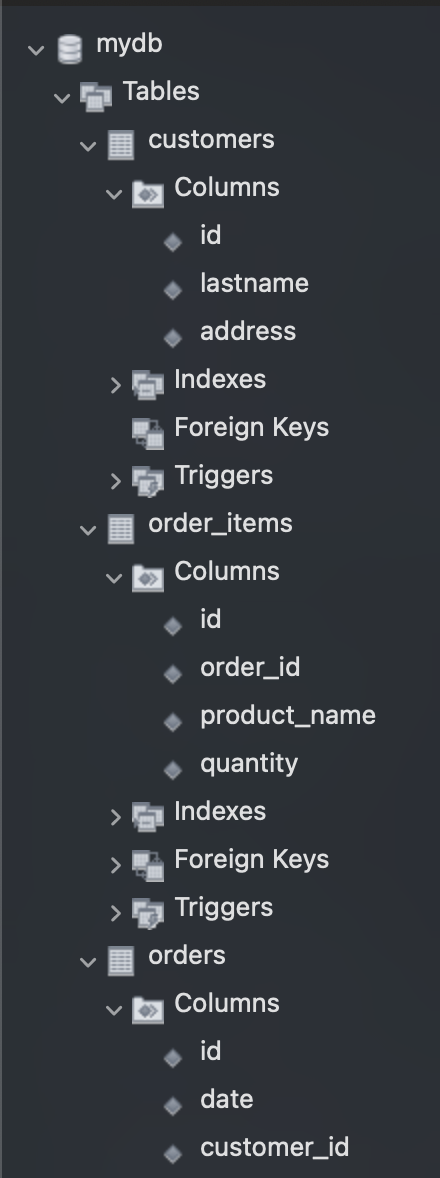 mydb
Tables
customers
Columns
id
lastname
address
Indexes
Foreign Keys
Triggers
order_items
Columns
id
order_id
product_name
quantity
Indexes
Foreign Keys
Triggers
orders
Columns
id
date
customer_id